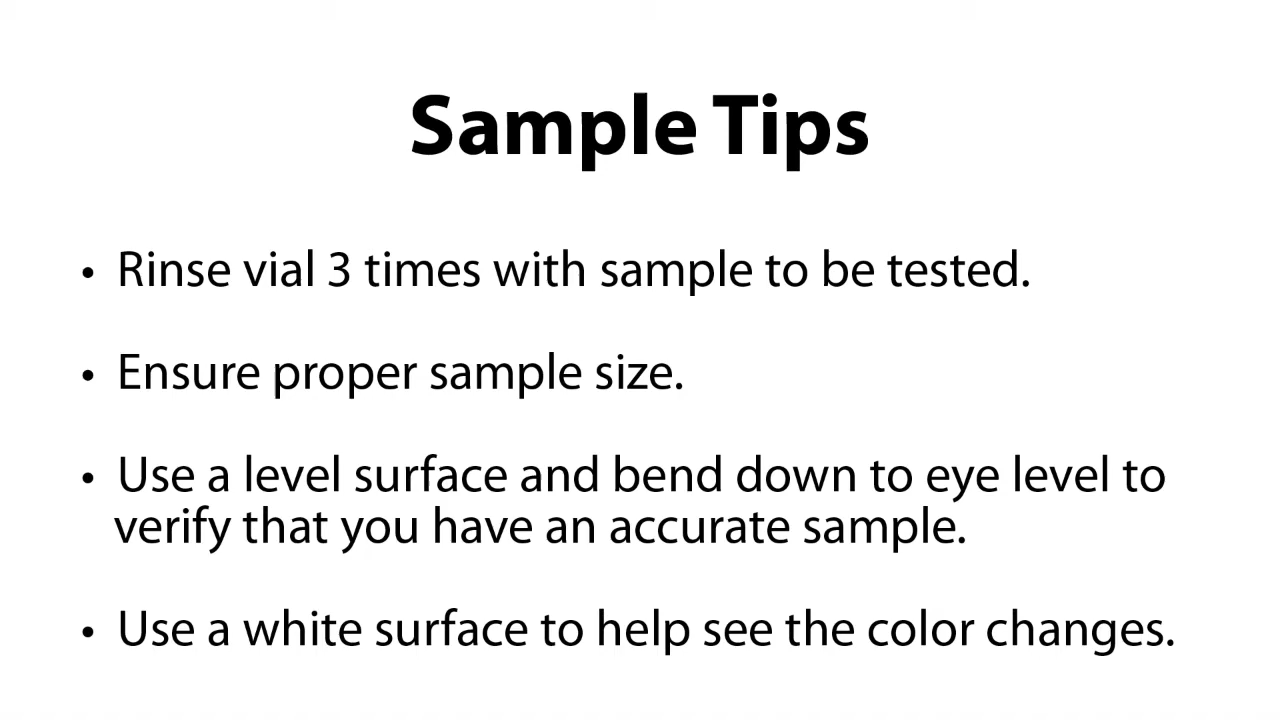 Sample Tips
• Rinse vial 3 times with sample to be tested.
• Ensure proper sample size.
• Use a level surface and bend down to eye level to
verify that you have an accurate sample.
• Use a white surface to help see the color changes.